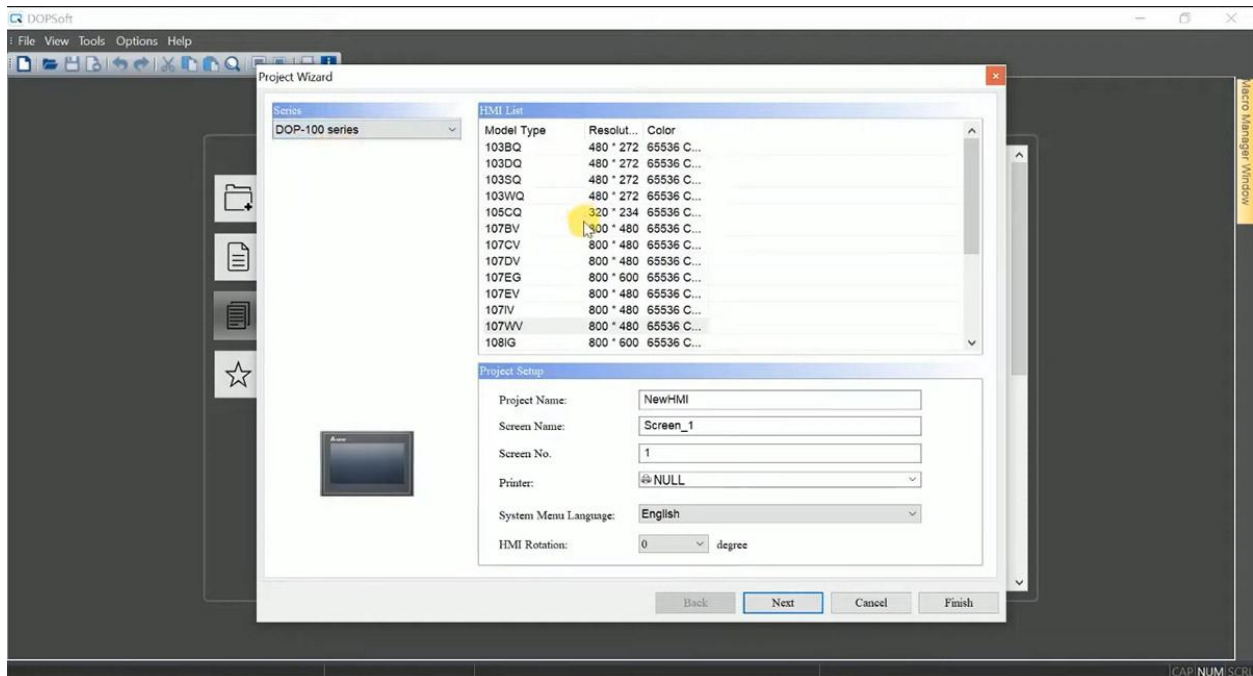 DOPSoft
File View Tools Options Help
Project Wizard
Series
DOP-100 series
HMI List
Model Type Resolut... Color
103BQ 480 * 272 65536 C...
103DQ 480 * 272 65536 C...
103SQ 480 * 272 65536 C...
103WQ 480 * 272 65536 C...
105CQ 320 * 234 65536 C...
107BV 800 * 480 65536 C...
107CV 800 * 480 65536 C...
107DV 800 * 480 65536 C...
107EG 800 * 600 65536 C...
107EV 800 * 480 65536 C...
107IV 800 * 480 65536 C...
107WV 800 * 480 65536 C...
108IG 800 * 600 65536 C...
Project Setup
Project Name: NewHMI
Screen Name: Screen_1
Screen No. 1
Printer: NULL
System Menu Language: English
HMI Rotation: 0 degree
Back Next Cancel Finish
Macro Manager Window
CAP NUM SCRL